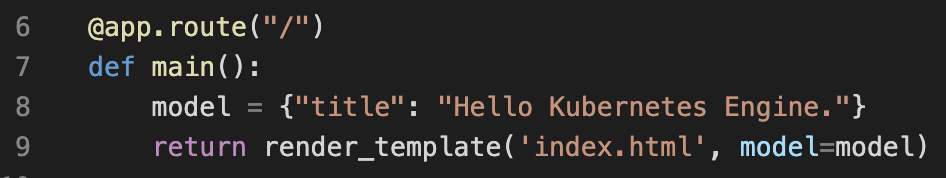 6 @app.route("/")
7 def main():
8     model = {"title": "Hello Kubernetes Engine."}
9     return render_template('index.html', model=model)